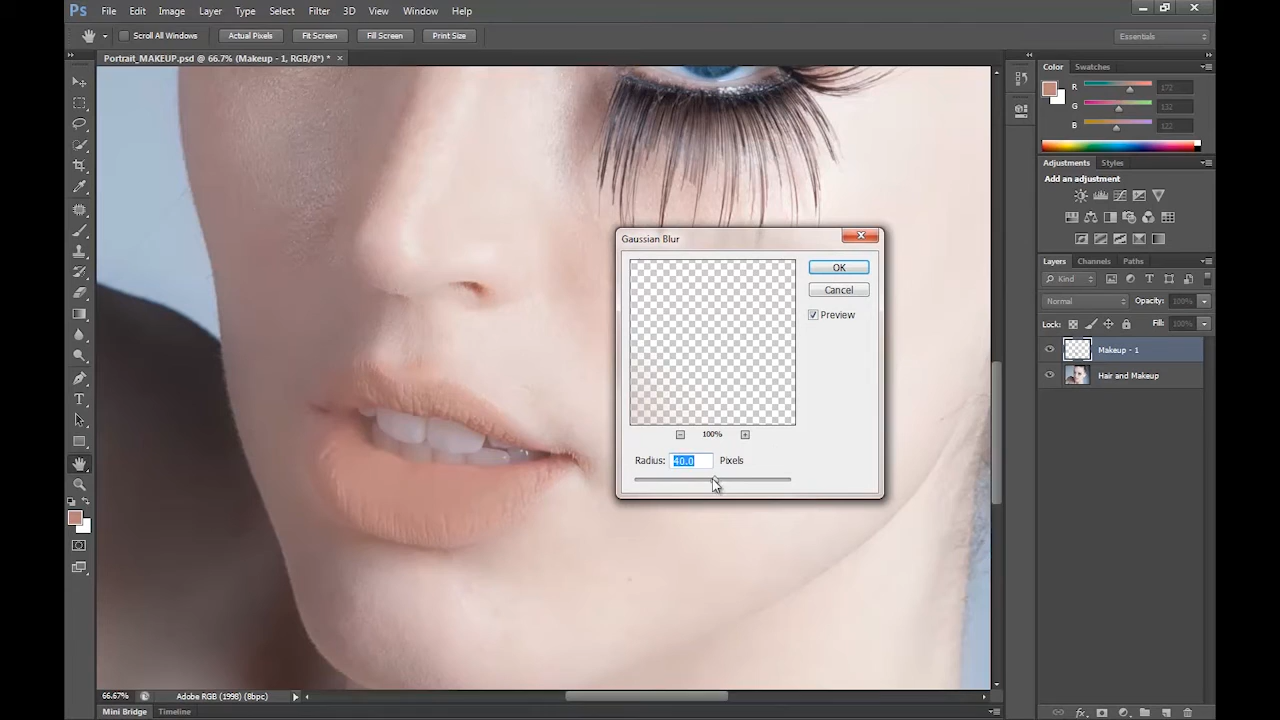 Ps File Edit Image Layer Type Select Filter 3D View Window Help
Scroll All Windows Actual Pixels Fit Screen Fill Screen Print Size Essentials
Portrait_MAKEUP.psd @ 66.7% (Makeup - 1, RGB/8*) * ×
Color Swatches
R 172
G 132
B 122
Adjustments Styles
Add an adjustment
Layers Channels Paths
Kind
Normal Opacity: 100%
Lock: Fill: 100%
Makeup - 1
Hair and Makeup
Gaussian Blur
OK
Cancel
Preview
100%
Radius: 40.0 Pixels
66.67% Adobe RGB (1998) (8bpc)
Mini Bridge Timeline
fx